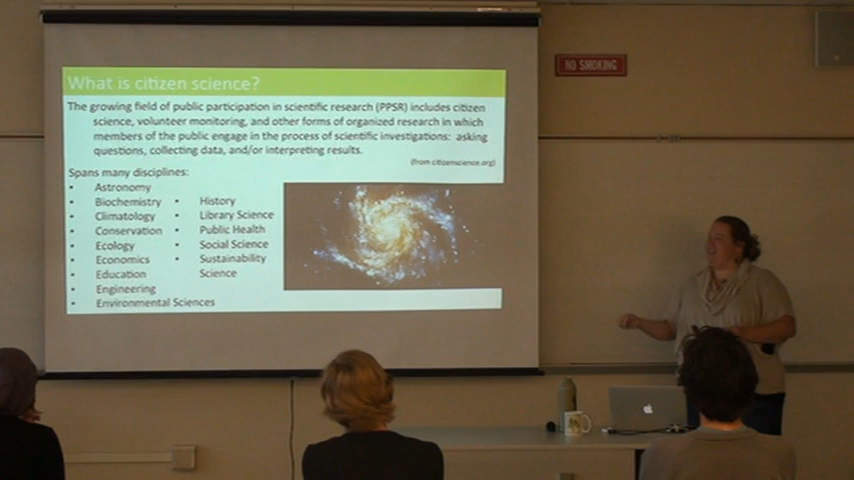 What is citizen science?
The growing field of public participation in scientific research (PPSR) includes citizen
science, volunteer monitoring, and other forms of organized research in which
members of the public engage in the process of scientific investigations: asking
questions, collecting data, and/or interpreting results.
(from citizenscience.org)
Spans many disciplines:
• Astronomy
• Biochemistry
• Climatology
• Conservation
• Ecology
• Economics
• Education
• Engineering
• Environmental Sciences
• History
• Library Science
• Public Health
• Social Science
• Sustainability
Science
NO SMOKING